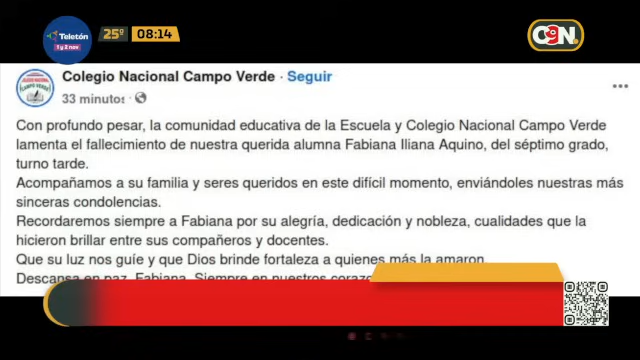 Teletón
1 y 2 nov
25º
08:14
C9N
Colegio Nacional Campo Verde · Seguir
33 minutos ·
Con profundo pesar, la comunidad educativa de la Escuela y Colegio Nacional Campo Verde
lamenta el fallecimiento de nuestra querida alumna Fabiana Iliana Aquino, del séptimo grado,
turno tarde.
Acompañamos a su familia y seres queridos en este difícil momento, enviándoles nuestras más
sinceras condolencias.
Recordaremos siempre a Fabiana por su alegría, dedicación y nobleza, cualidades que la
hicieron brillar entre sus compañeros y docentes.
Que su luz nos guíe y que Dios brinde fortaleza a quienes más la amaron.
Descansa en paz, Fabiana. Siempre en nuestros